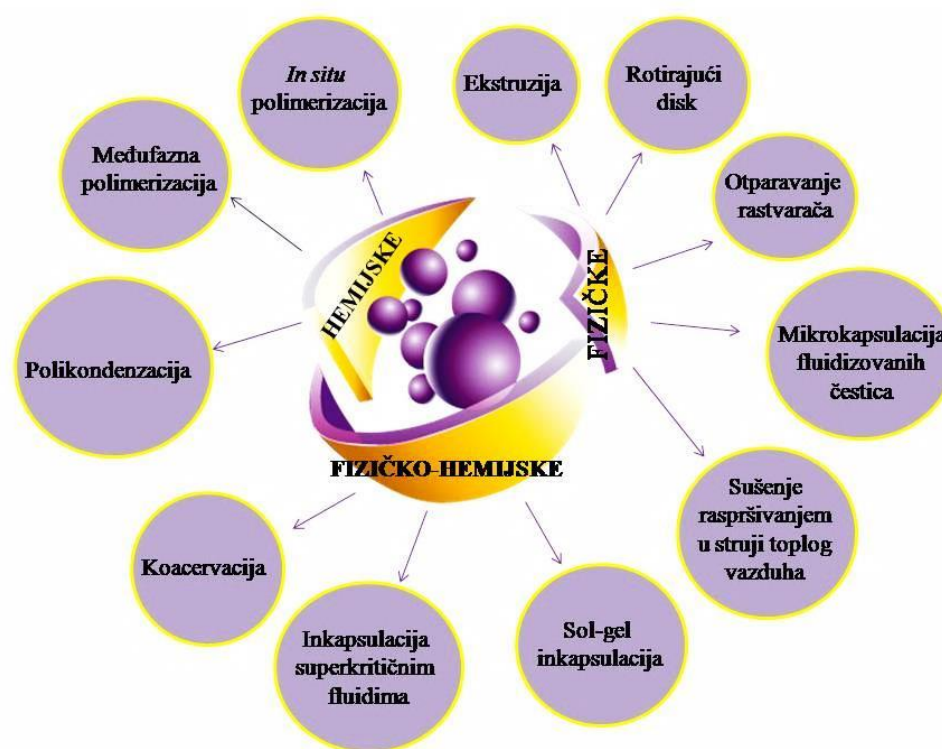 In situ
polimerizacija
Ekstruzija
Rotirajući
disk
Međufazna
polimerizacija
Otparavanje
rastvarača
HEMIJSKE
FIZIČKE
Polikondenzacija
Mikrokapsulacija
fluidizovanih
čestica
FIZIČKO-HEMIJSKE
Sušenje
raspršivanjem
u struji toplog
vazduha
Koacervacija
Inkapsulacija
superkritičnim
fluidima
Sol-gel
inkapsulacija